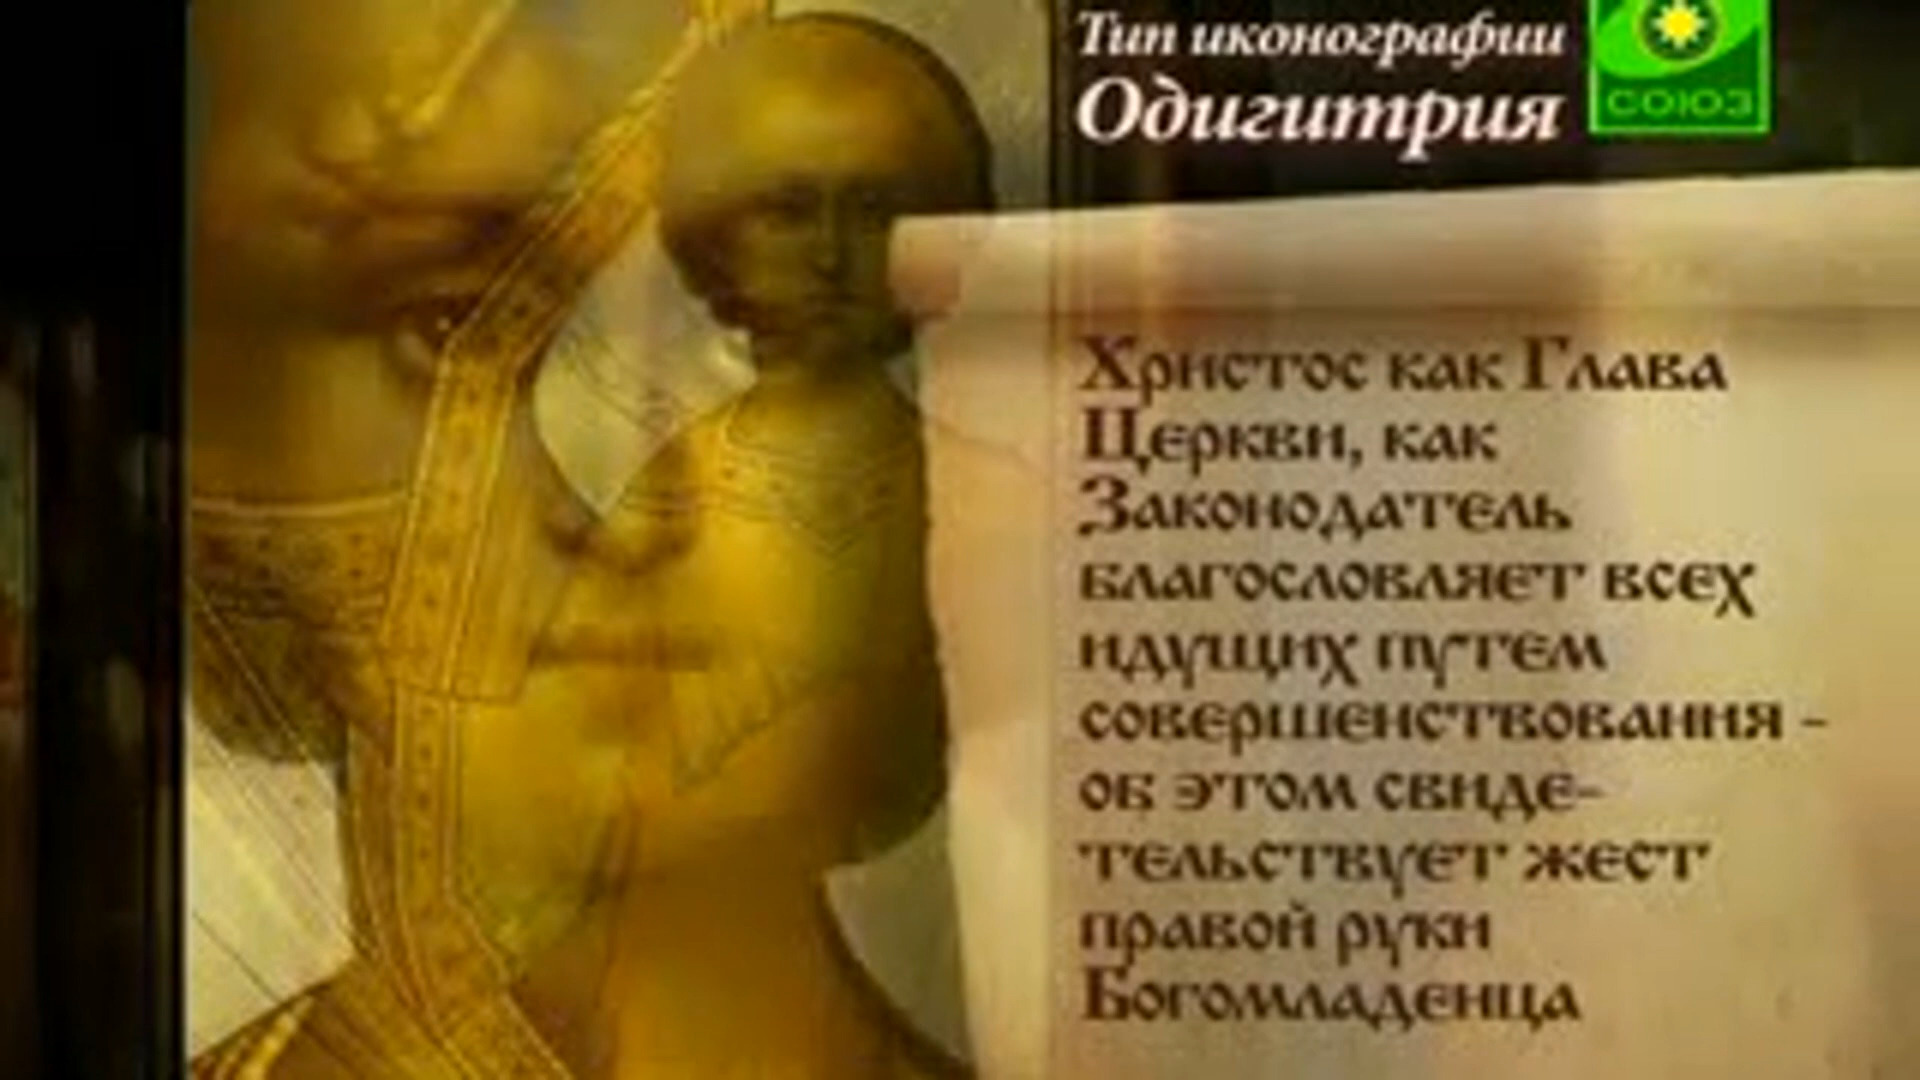 Тип иконографии
Одигитрия
СОЮЗ
Христос как Глава
Церкви, как
Законодатель
благословляет всех
идущих путем
совершенствования -
об этом свиде-
тельствует жест
правой руки
Богомладенца